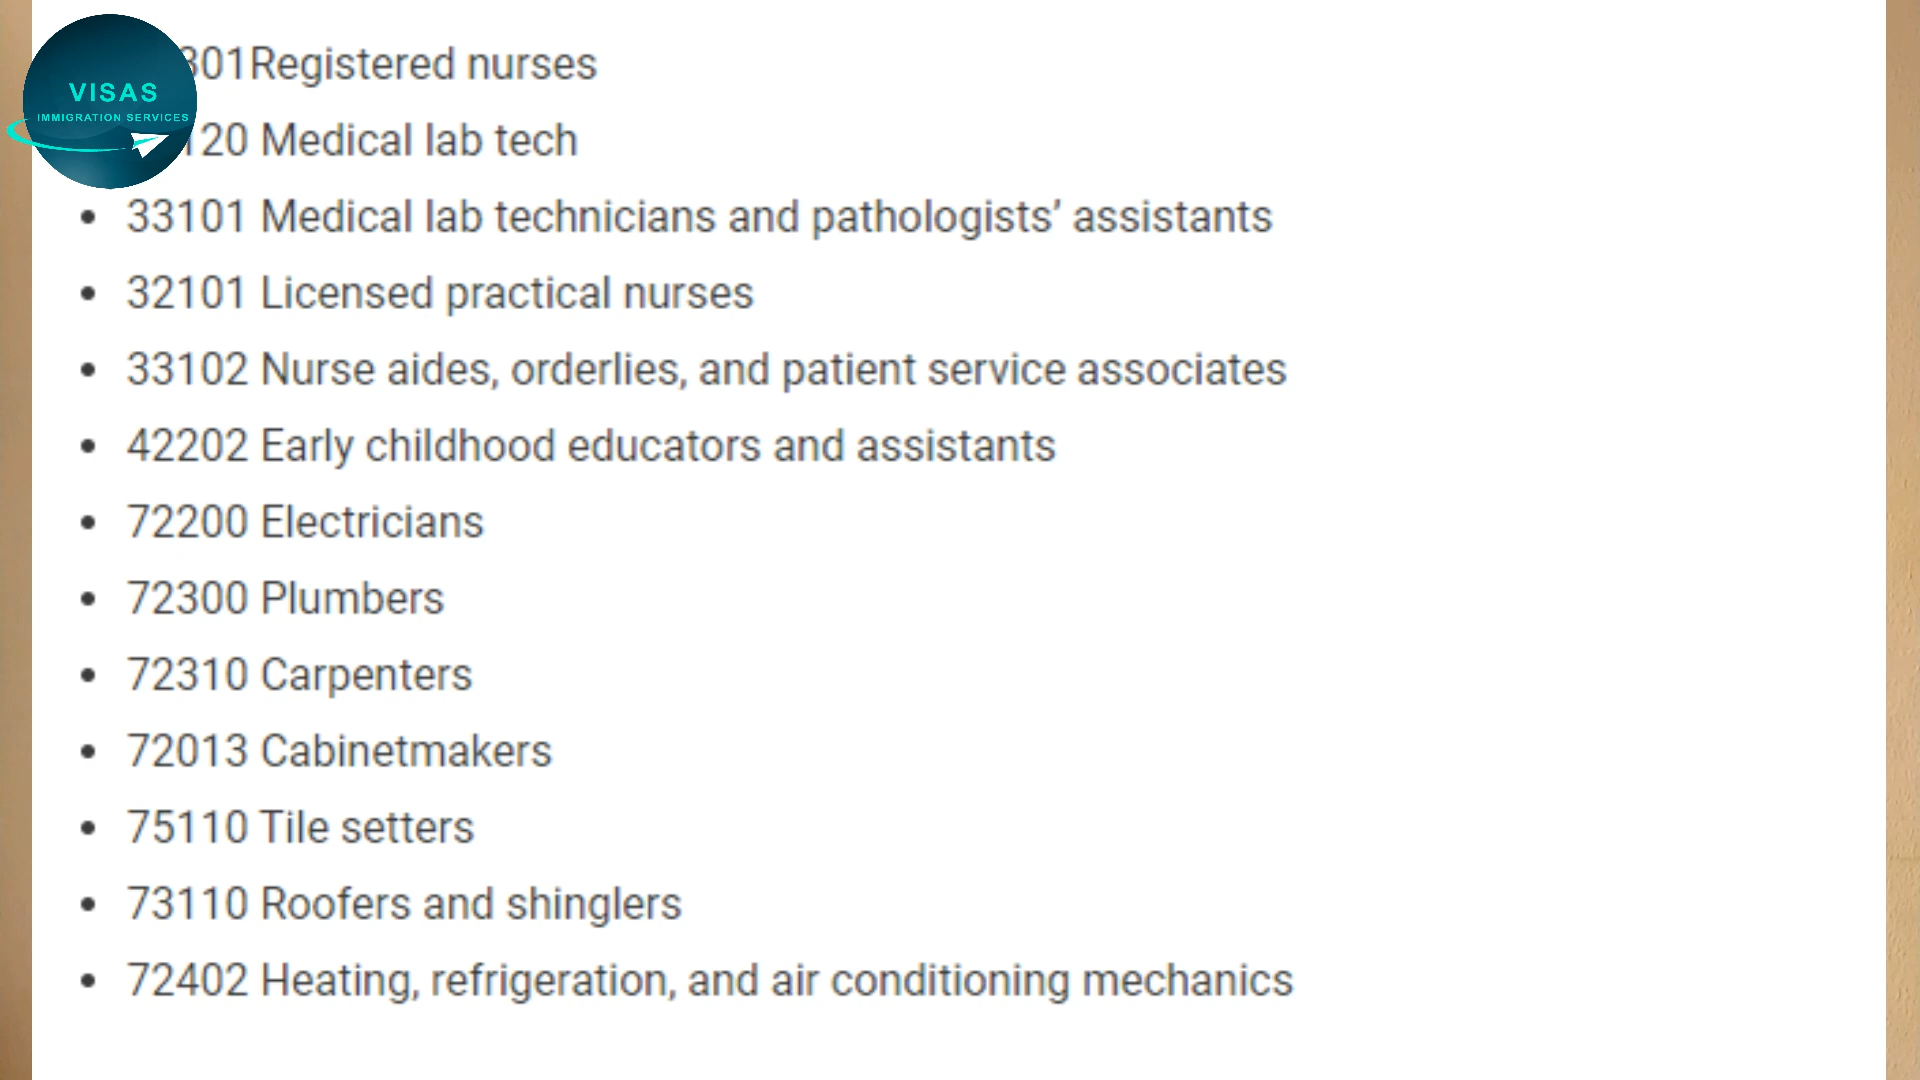 VISAS
IMMIGRATION SERVICES
301Registered nurses
120 Medical lab tech
• 33101 Medical lab technicians and pathologists’ assistants
• 32101 Licensed practical nurses
• 33102 Nurse aides, orderlies, and patient service associates
• 42202 Early childhood educators and assistants
• 72200 Electricians
• 72300 Plumbers
• 72310 Carpenters
• 72013 Cabinetmakers
• 75110 Tile setters
• 73110 Roofers and shinglers
• 72402 Heating, refrigeration, and air conditioning mechanics